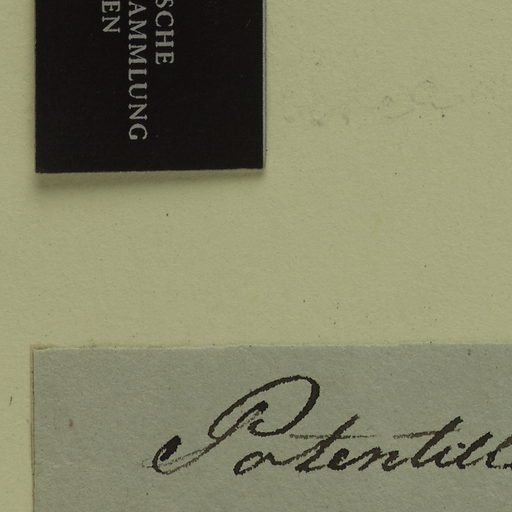 SCHE
AMMLUNG
EN
Potentill